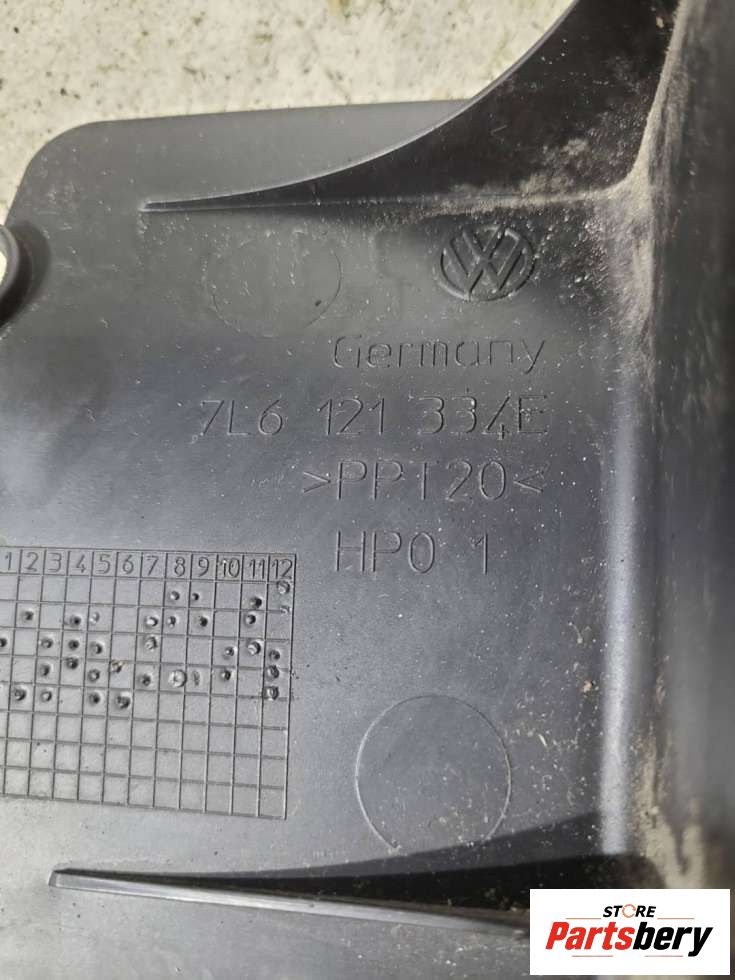 Germany
7L6 121 334E
>PPT20<
HP0 1
1 2 3 4 5 6 7 8 9 10 11 12
STORE
Partsbery